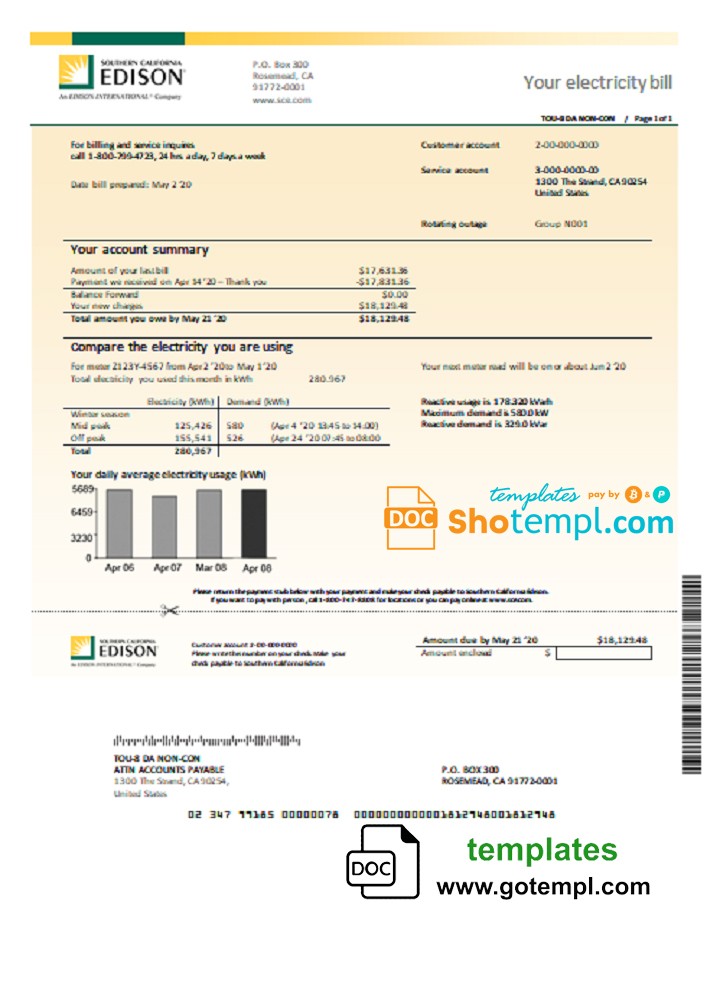 SOUTHERN CALIFORNIA
EDISON
An EDISON INTERNATIONAL® Company
P.O. Box 300
Rosemead, CA
91772-0001
www.sce.com
Your electricity bill
TOU-8 DA NON-CON / Page 1 of 1
For billing and service inquires
call 1-800-799-4723, 24 hrs a day, 7 days a week
Date bill prepared: May 2 '20
Customer account 2-00-000-0000
Service account 3-000-0000-00
1300 The Strand, CA 90254
United States
Rotating outage Group N001
Your account summary
Amount of your last bill $17,631.36
Payment we received on Apr 14 '20 – Thank you -$17,831.36
Balance Forward $0.00
Your new charges $18,129.48
Total amount you owe by May 21 '20 $18,129.48
Compare the electricity you are using
For meter 2123Y-4567 from Apr 2 '20 to May 1 '20
Total electricity you used this month in kWh 280.967
Your next meter read will be on or about Jun 2 '20
Electricity (kWh) Demand (kWh)
Winter season
Mid peak 125,426 580 (Apr 4 '20 13:45 to 14:00)
Off peak 155,541 526 (Apr 24 '20 07:45 to 08:00
Total 280,967
Reactive usage is 178.320 kVarh
Maximum demand is 580.0 kW
Reactive demand is 329.0 kVar
Your daily average electricity usage (kWh)
5689
6459
3230
0
Apr 06 Apr 07 Mar 08 Apr 08
templates pay by B & P
DOC Shotempl.com
Please return the payment stub below with your payment and make your check payable to Southern California Edison.
If you want to pay with person , call 1-800-747-8908 for locations or you can pay online at www.sce.com.
SOUTHERN CALIFORNIA
EDISON
An EDISON INTERNATIONAL® Company
Customer account 2-00-000-0000
Please write this number on your check. Make your
check payable to Southern California Edison
Amount due by May 21 '20 $18,129.48
Amount enclosed $
TOU-8 DA NON-CON
ATTN ACCOUNTS PAYABLE
1300 The Strand, CA 90254,
United States
P.O. BOX 300
ROSEMEAD, CA 91772-0001
02 347 99185 00000078 0000000000001812948001812948
DOC
templates
www.gotempl.com